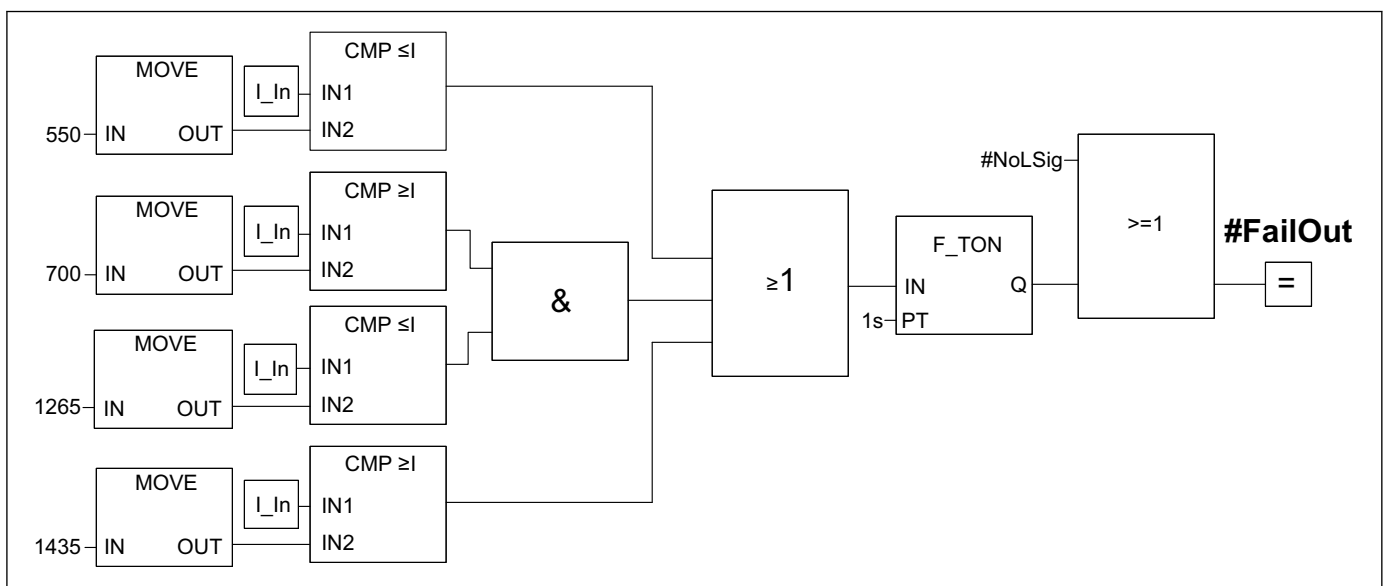 MOVE
550
IN OUT
I_In
CMP ≤I
IN1
IN2
MOVE
700
IN OUT
I_In
CMP ≥I
IN1
IN2
MOVE
1265
IN OUT
I_In
CMP ≤I
IN1
IN2
MOVE
1435
IN OUT
I_In
CMP ≥I
IN1
IN2
&
≥1
F_TON
IN Q
1s
PT
#NoLSig
>=1
#FailOut
=